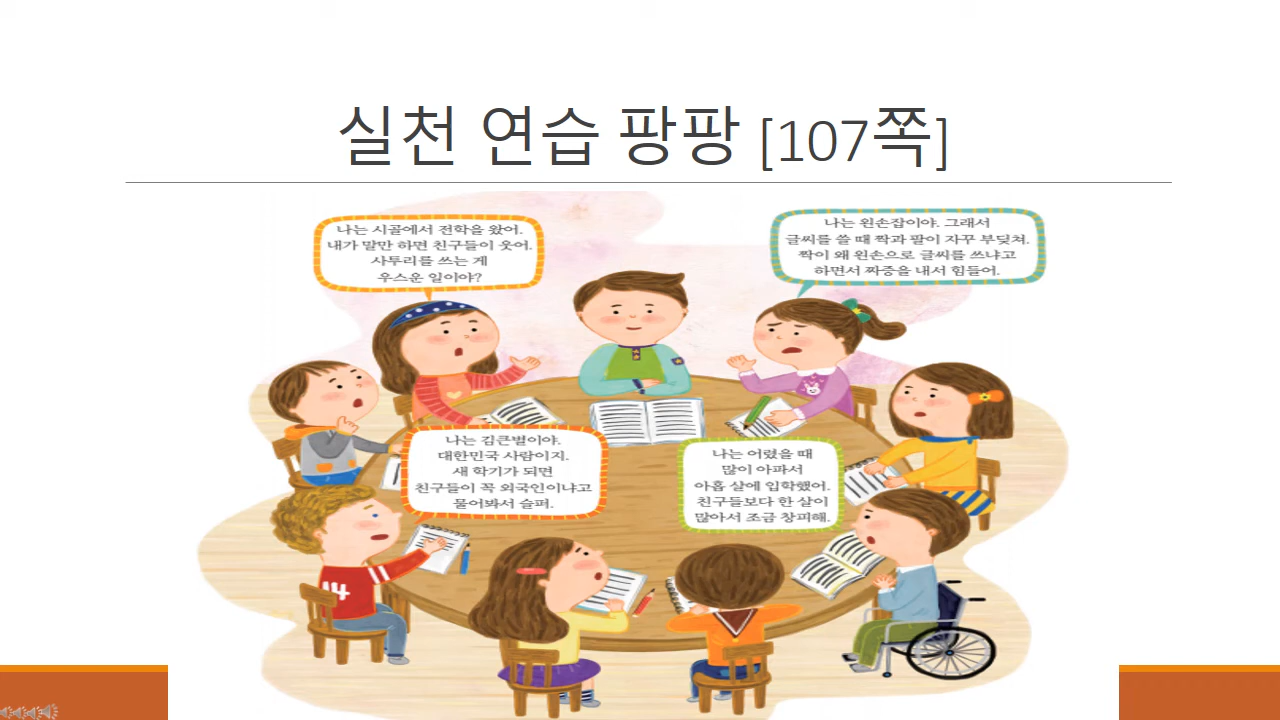 실천 연습 팡팡 [107쪽]
나는 시골에서 전학을 왔어.
내가 말만 하면 친구들이 웃어.
사투리를 쓰는 게
우스운 일이야?
나는 왼손잡이야. 그래서
글씨를 쓸 때 짝과 팔이 자꾸 부딪쳐.
짝이 왜 왼손으로 글씨를 쓰냐고
하면서 짜증을 내서 힘들어.
나는 김큰별이야.
대한민국 사람이지.
새 학기가 되면
친구들이 꼭 외국인이냐고
물어봐서 슬퍼.
나는 어렸을 때
많이 아파서
아홉 살에 입학했어.
친구들보다 한 살이
많아서 조금 창피해.
14